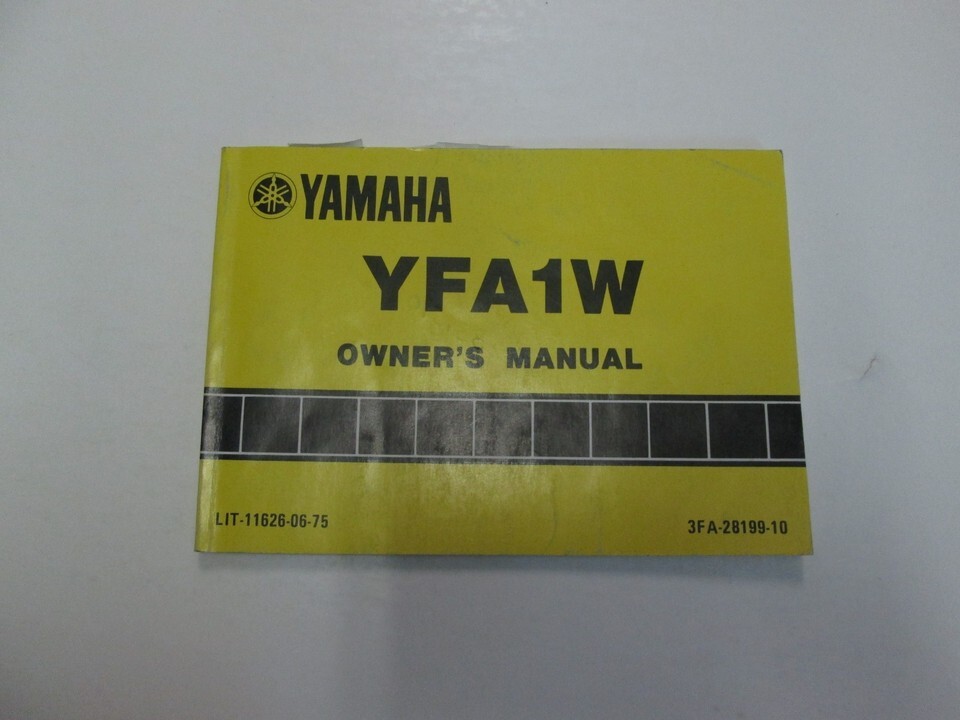 YAMAHA
YFA1W
OWNER'S MANUAL
LIT-11626-06-75
3FA-28199-10